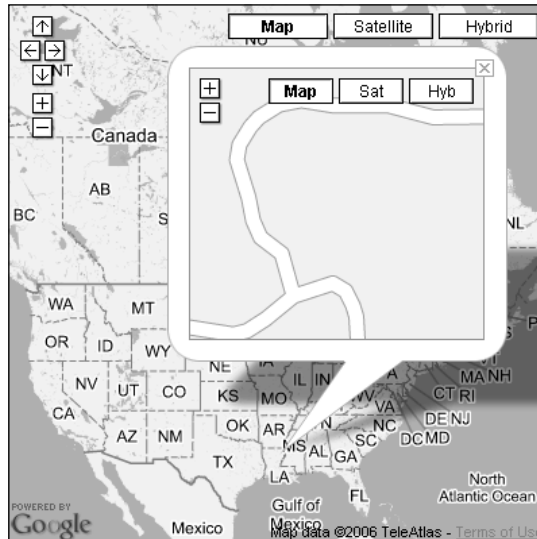 Map Satellite Hybrid
NU
NT
Map Sat Hyb
Canada
AB
BC
S
NL
WA MT
OR ID WY
NE IA
NV UT CO KS MO IL IN WV VA
MA NH
CT RI
CA AZ NM OK AR NC
DE NJ
DC MD
TX MS AL GA SC
LA
FL
North
Atlantic Ocean
Gulf of
Mexico
Mexico
POWERED BY
Google
Map data ©2006 TeleAtlas - Terms of Use